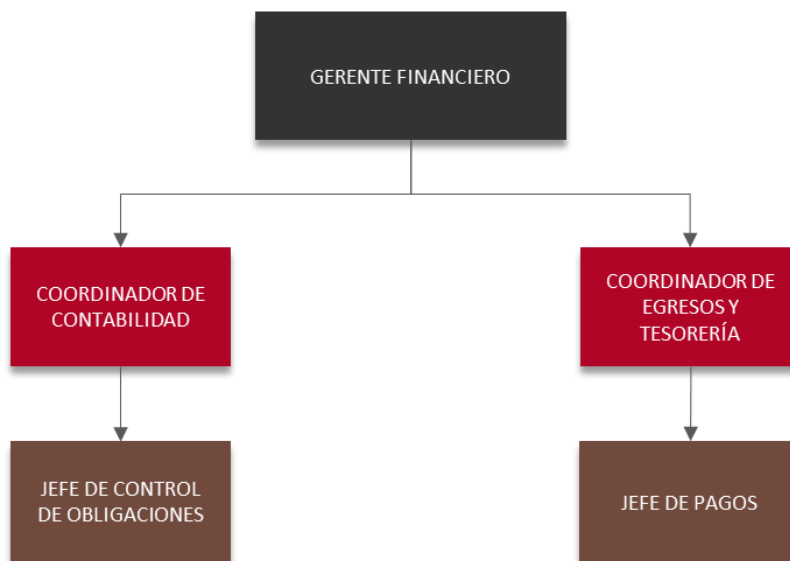 GERENTE FINANCIERO
COORDINADOR DE
CONTABILIDAD
COORDINADOR DE
EGRESOS Y
TESORERÍA
JEFE DE CONTROL
DE OBLIGACIONES
JEFE DE PAGOS